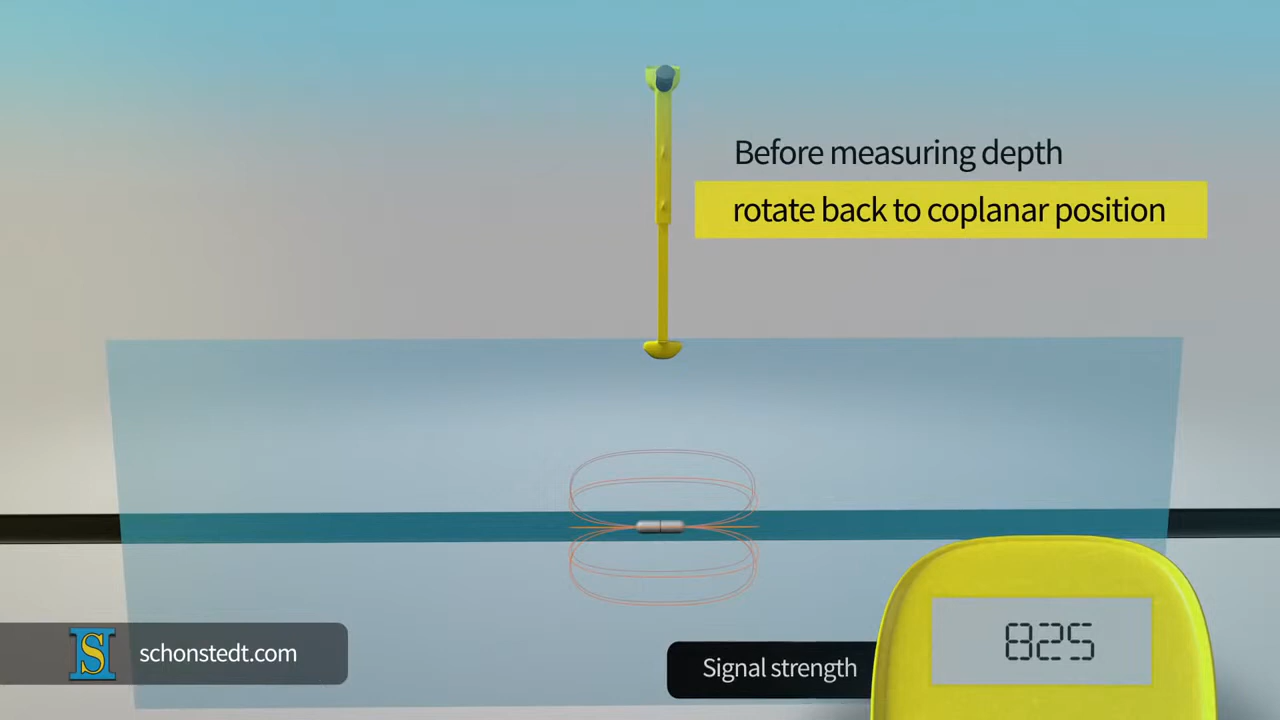 Before measuring depth
rotate back to coplanar position
S
schonstedt.com
Signal strength
825